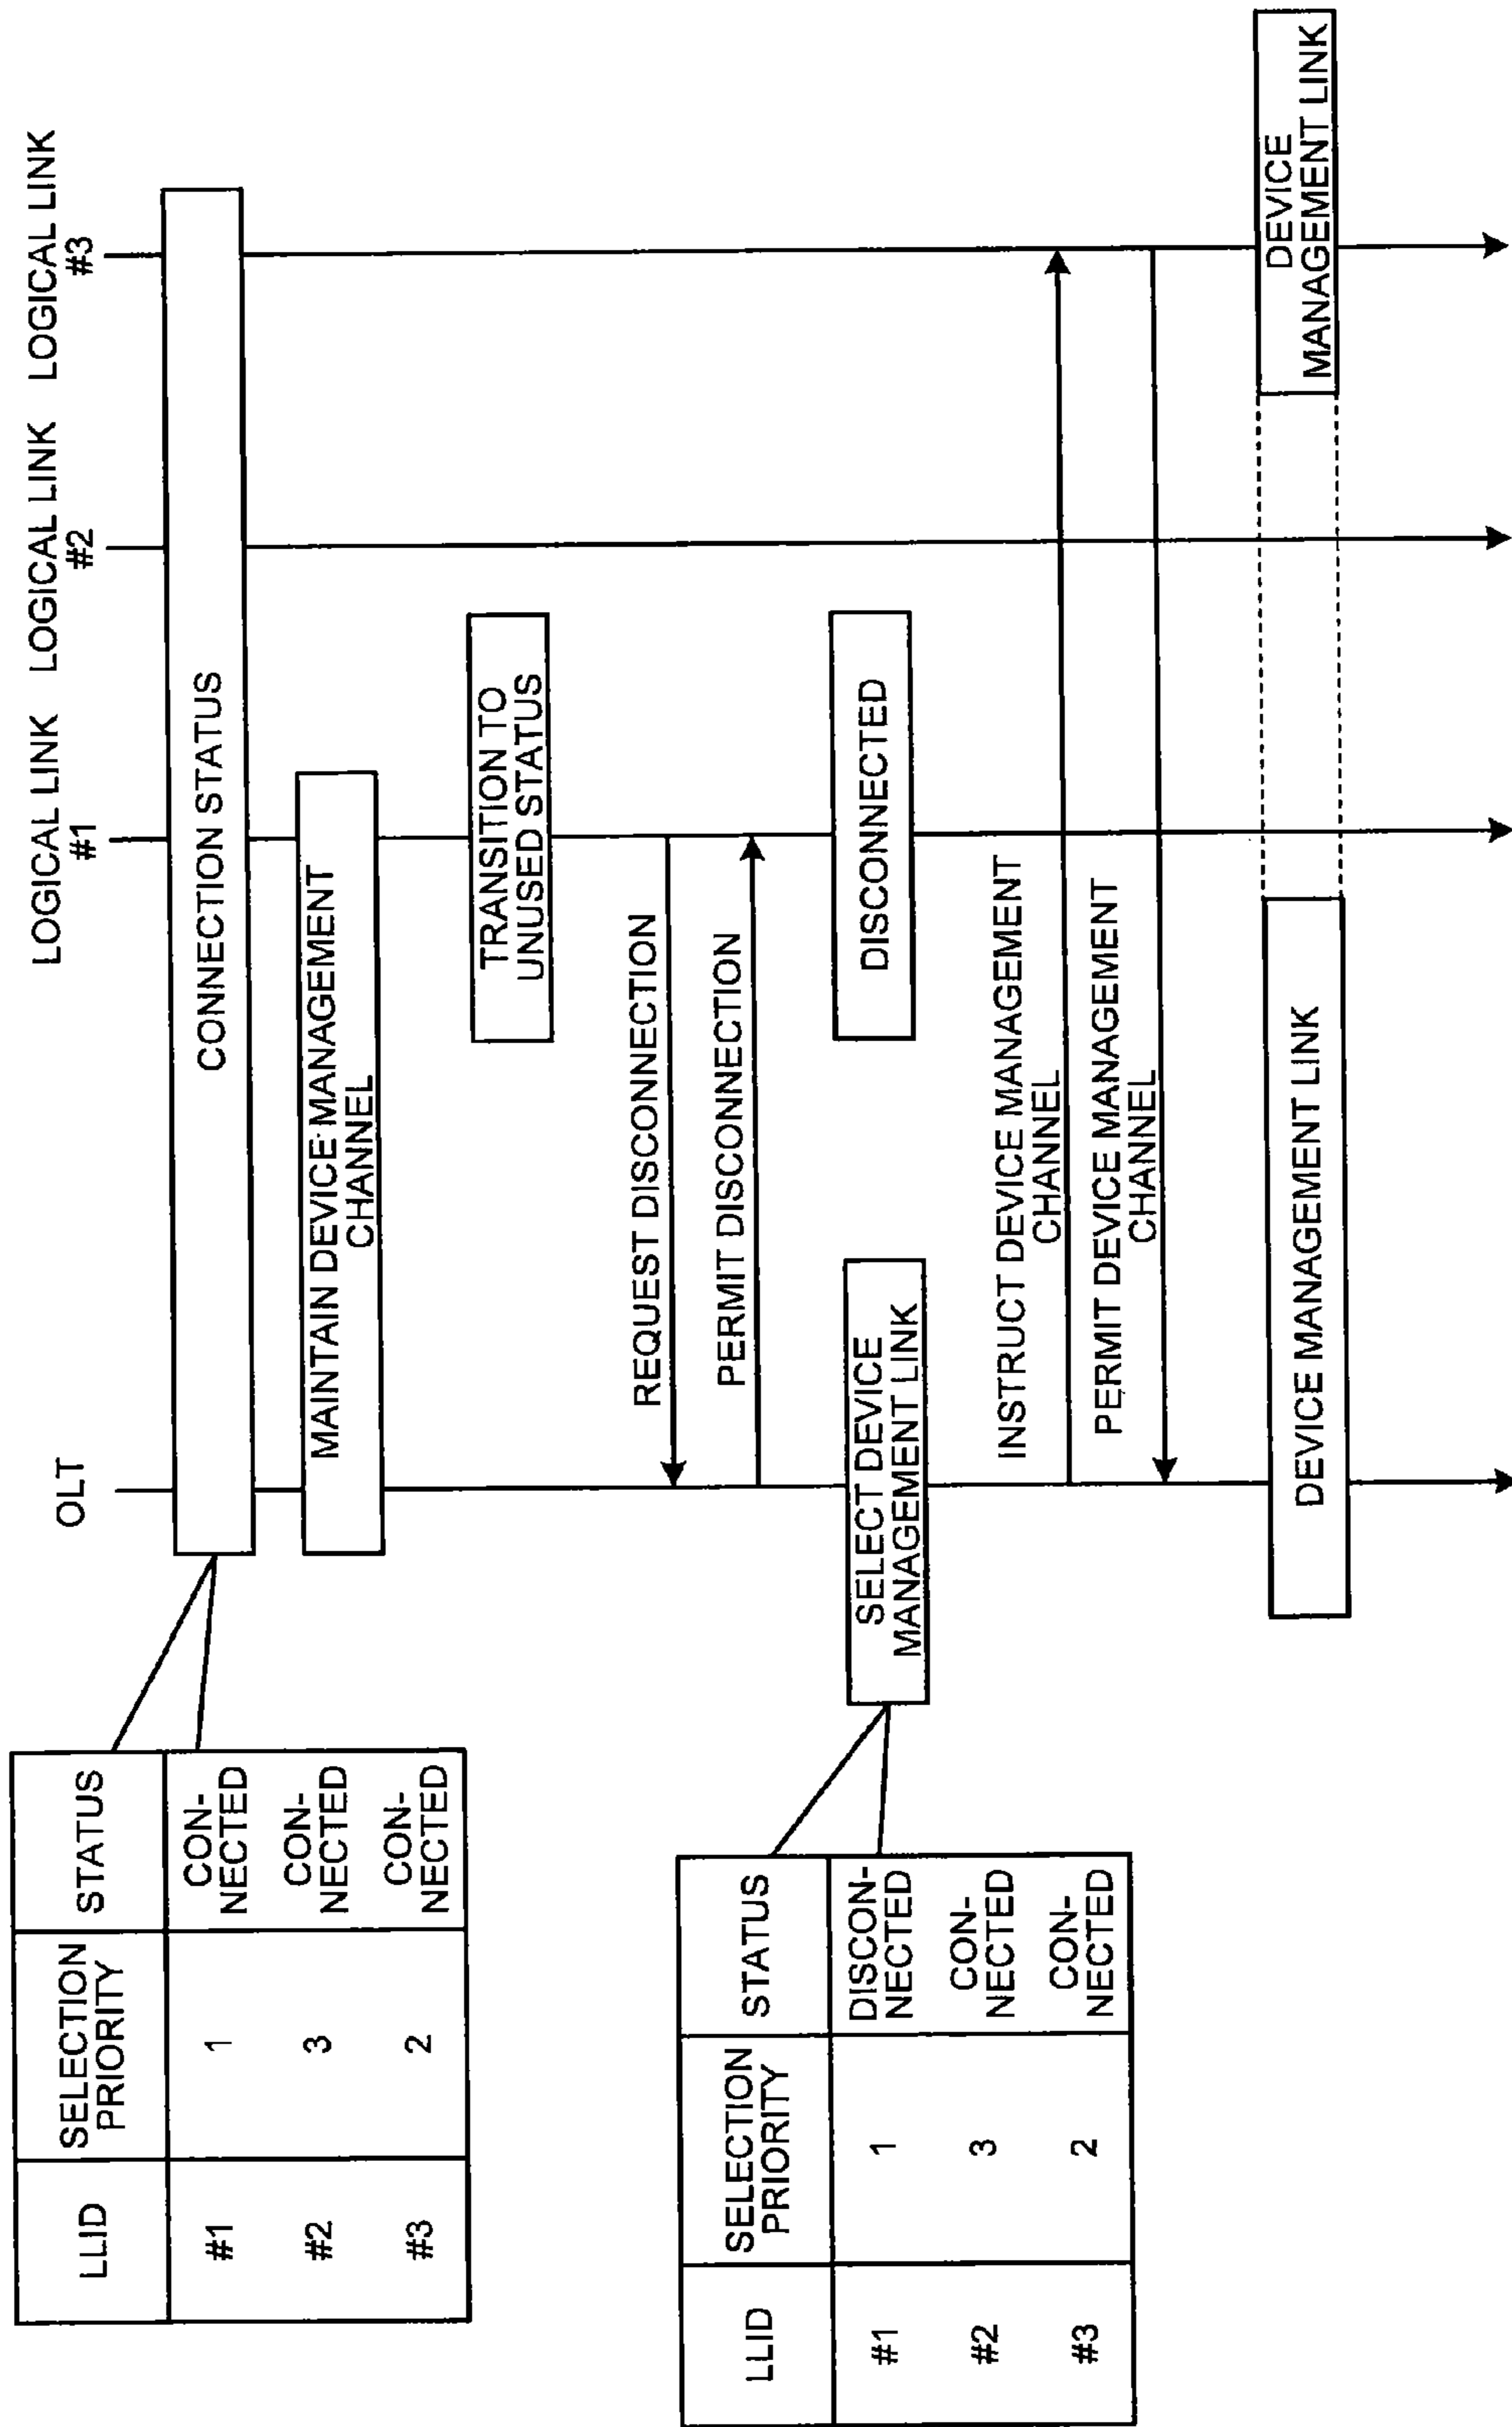 OLT
LOGICAL LINK
#1
LOGICAL LINK
#2
LOGICAL LINK
#3
LLID
SELECTION
PRIORITY
STATUS
#1
1
CON-
NECTED
#2
3
CON-
NECTED
#3
2
CON-
NECTED
CONNECTION STATUS
MAINTAIN DEVICE MANAGEMENT
CHANNEL
TRANSITION TO
UNUSED STATUS
REQUEST DISCONNECTION
PERMIT DISCONNECTION
LLID
SELECTION
PRIORITY
STATUS
#1
1
DISCON-
NECTED
#2
3
CON-
NECTED
#3
2
CON-
NECTED
SELECT DEVICE
MANAGEMENT LINK
DISCONNECTED
INSTRUCT DEVICE MANAGEMENT
CHANNEL
PERMIT DEVICE MANAGEMENT
CHANNEL
DEVICE MANAGEMENT LINK
DEVICE
MANAGEMENT LINK